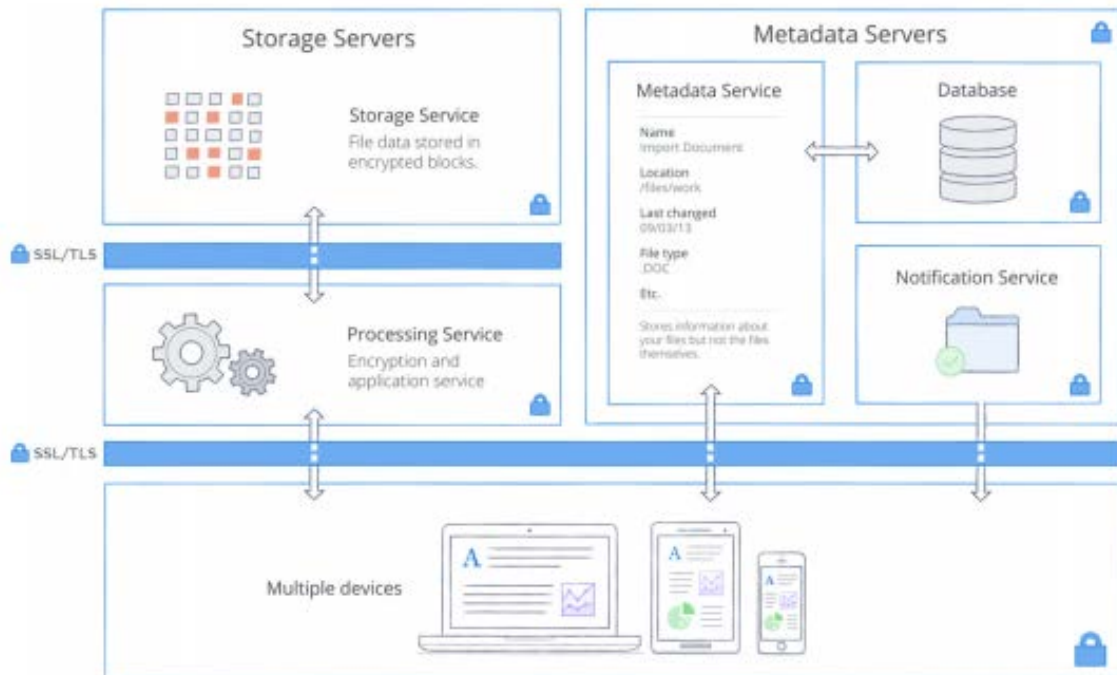 Storage Servers
Storage Service
File data stored in
encrypted blocks.
SSL/TLS
Processing Service
Encryption and
application service
SSL/TLS
Metadata Servers
Metadata Service
Name
Import Document
Location
/files/work
Last changed
09/03/13
File type
.DOC
Etc.
Stores information about
your files but not the files
themselves.
Database
Notification Service
Multiple devices
A
A
A